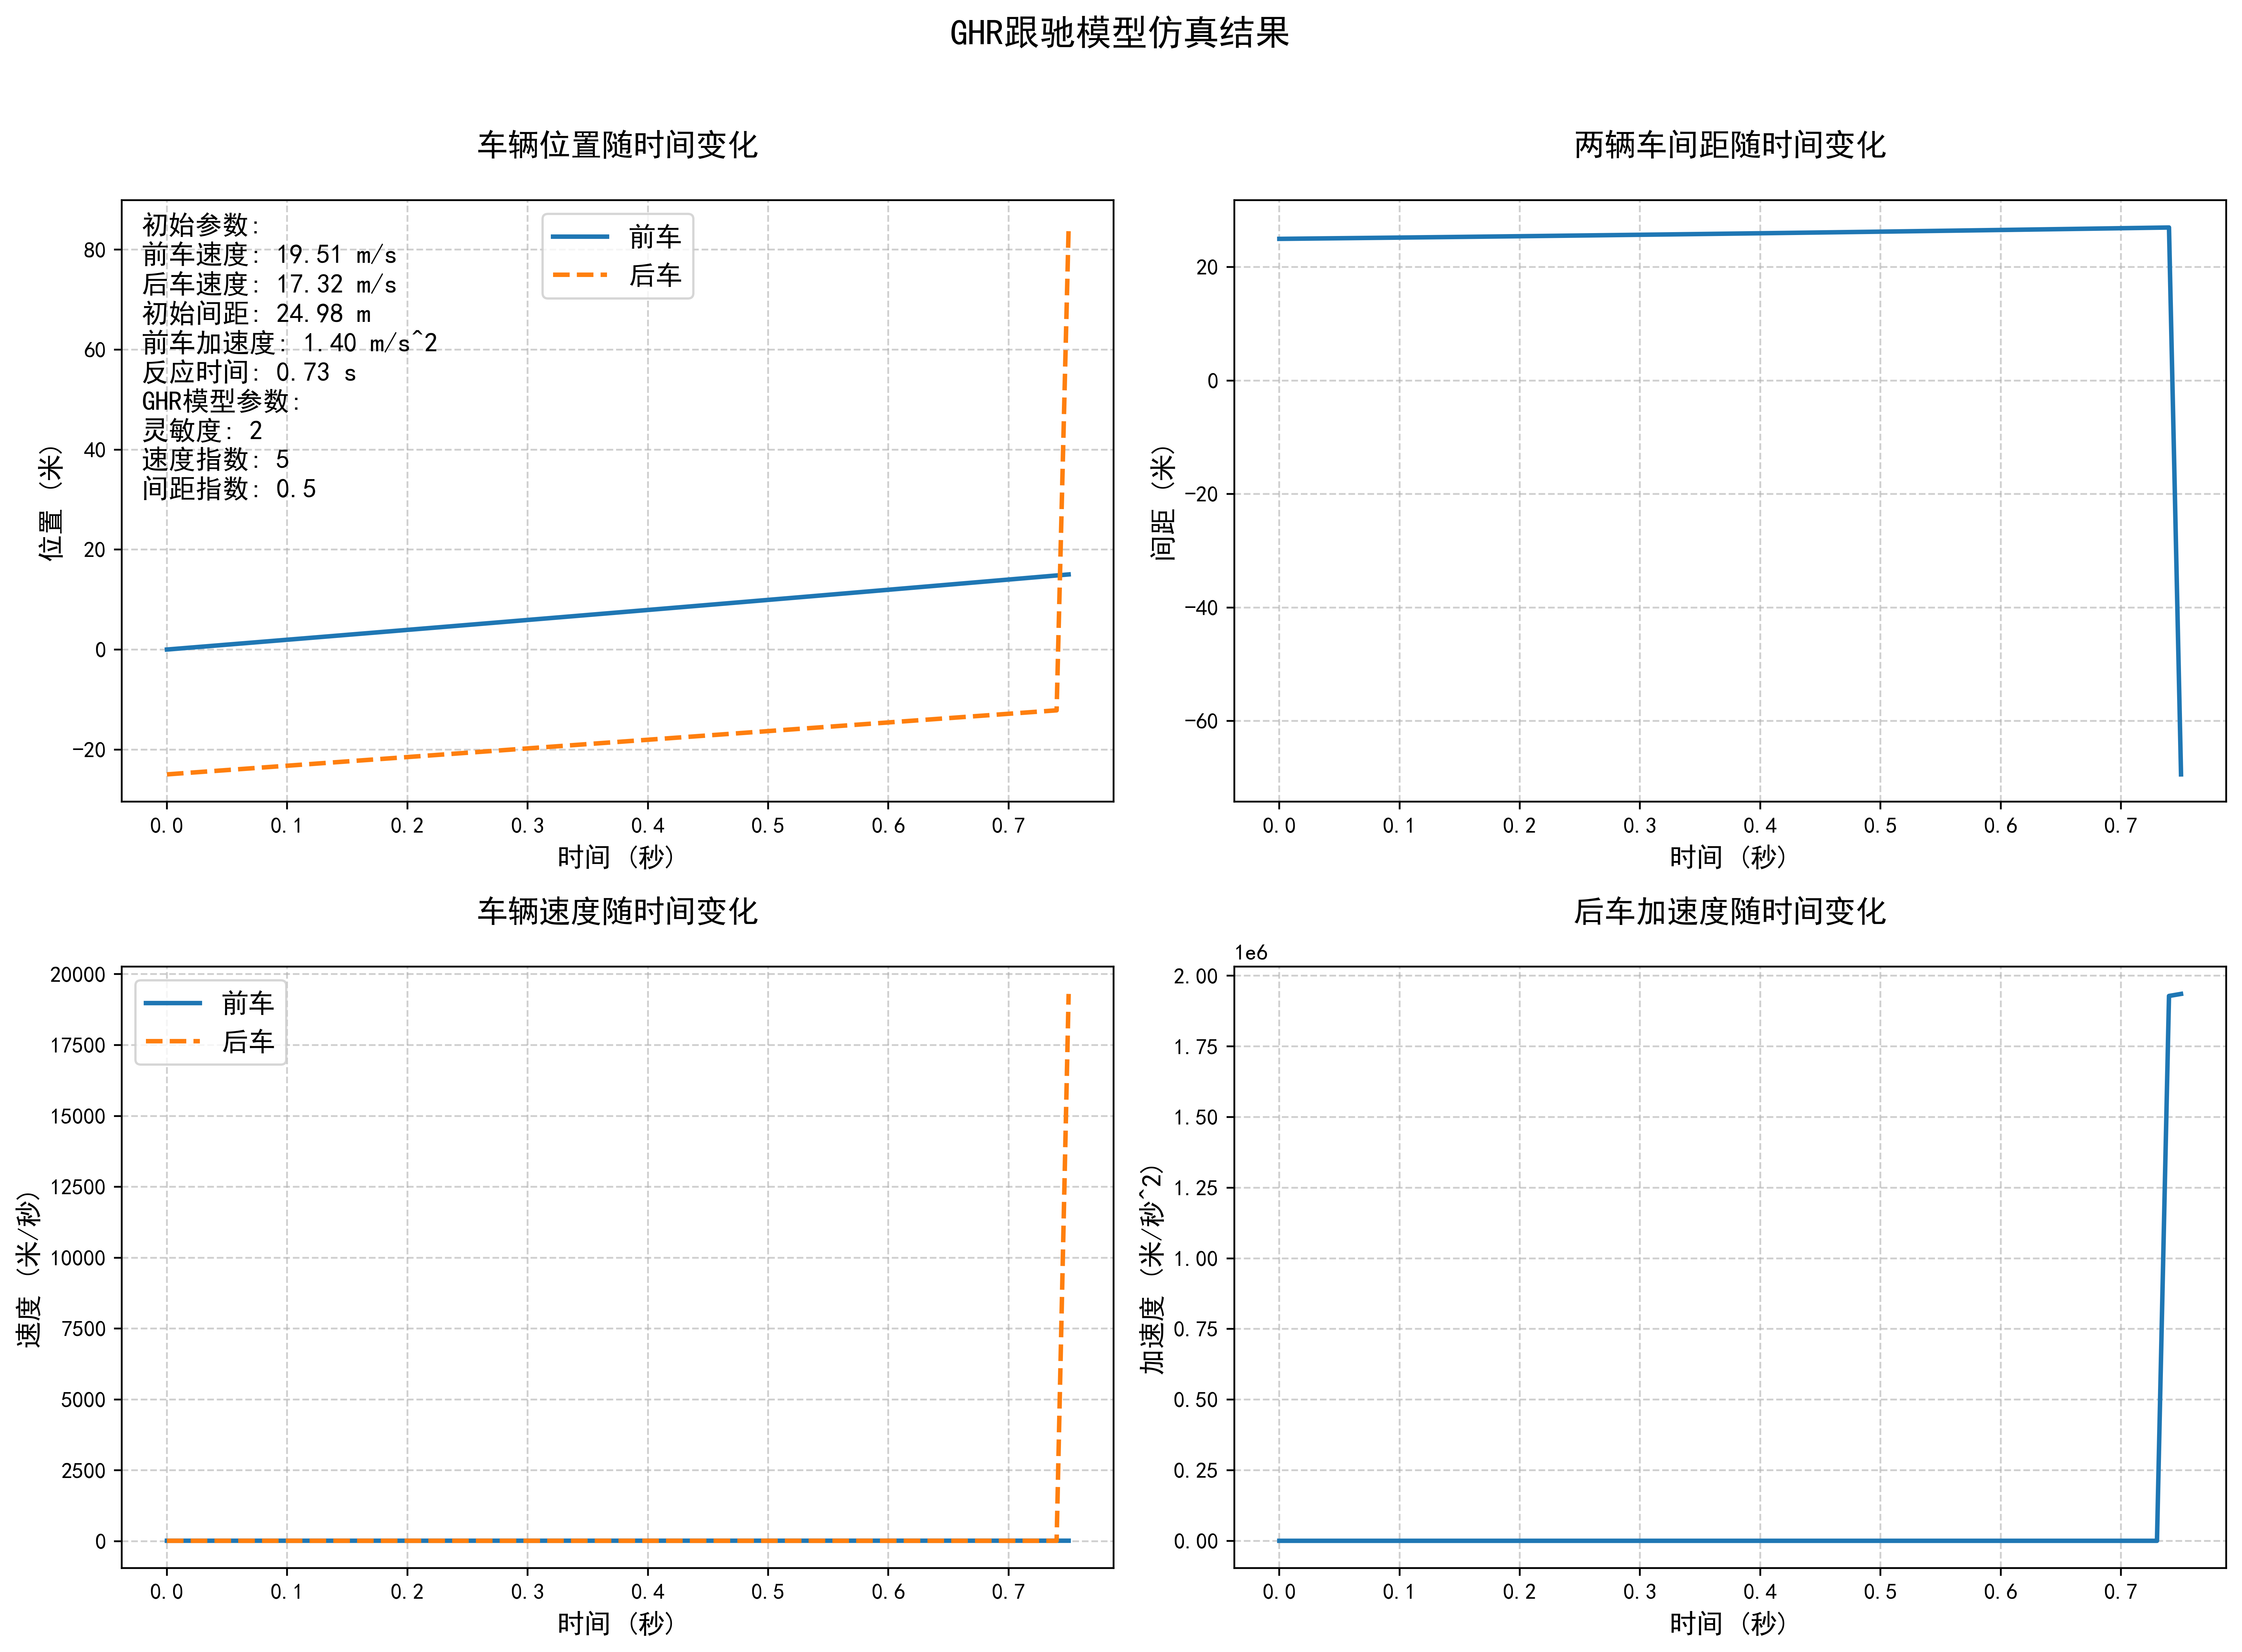 GHR跟驰模型仿真结果
车辆位置随时间变化
初始参数:
前车速度: 19.51 m/s
后车速度: 17.32 m/s
初始间距: 24.98 m
前车加速度: 1.40 m/s^2
反应时间: 0.73 s
GHR模型参数:
灵敏度: 2
速度指数: 5
间距指数: 0.5
前车
后车
位置 (米)
80
60
40
20
0
−20
0.0 0.1 0.2 0.3 0.4 0.5 0.6 0.7
时间 (秒)
两辆车间距随时间变化
间距 (米)
20
0
−20
−40
−60
0.0 0.1 0.2 0.3 0.4 0.5 0.6 0.7
时间 (秒)
车辆速度随时间变化
前车
后车
速度 (米/秒)
20000
17500
15000
12500
10000
7500
5000
2500
0
0.0 0.1 0.2 0.3 0.4 0.5 0.6 0.7
时间 (秒)
后车加速度随时间变化
1e6
加速度 (米/秒^2)
2.00
1.75
1.50
1.25
1.00
0.75
0.50
0.25
0.00
0.0 0.1 0.2 0.3 0.4 0.5 0.6 0.7
时间 (秒)